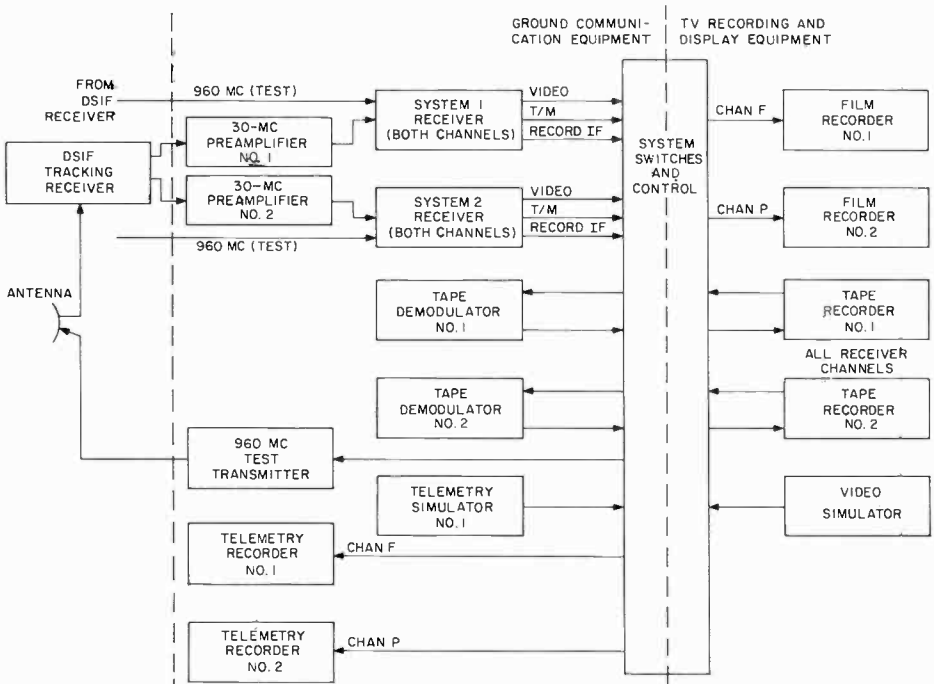 GROUND COMMUNI-
CATION EQUIPMENT
TV RECORDING AND
DISPLAY EQUIPMENT
FROM
DSIF
RECEIVER
960 MC (TEST)
30-MC
PREAMPLIFIER
NO. 1
SYSTEM 1
RECEIVER
(BOTH CHANNELS)
VIDEO
T/M
RECORD IF
SYSTEM
SWITCHES
AND
CONTROL
CHAN F
FILM
RECORDER
NO. 1
DSIF
TRACKING
RECEIVER
30-MC
PREAMPLIFIER
NO. 2
960 MC (TEST)
SYSTEM 2
RECEIVER
(BOTH CHANNELS)
VIDEO
T/M
RECORD IF
CHAN P
FILM
RECORDER
NO. 2
ANTENNA
TAPE
DEMODULATOR
NO. 1
TAPE
RECORDER
NO. 1
ALL RECEIVER
CHANNELS
TAPE
DEMODULATOR
NO. 2
TAPE
RECORDER
NO. 2
960 MC
TEST
TRANSMITTER
TELEMETRY
SIMULATOR
NO. 1
VIDEO
SIMULATOR
TELEMETRY
RECORDER
NO. 1
CHAN F
TELEMETRY
RECORDER
NO. 2
CHAN P